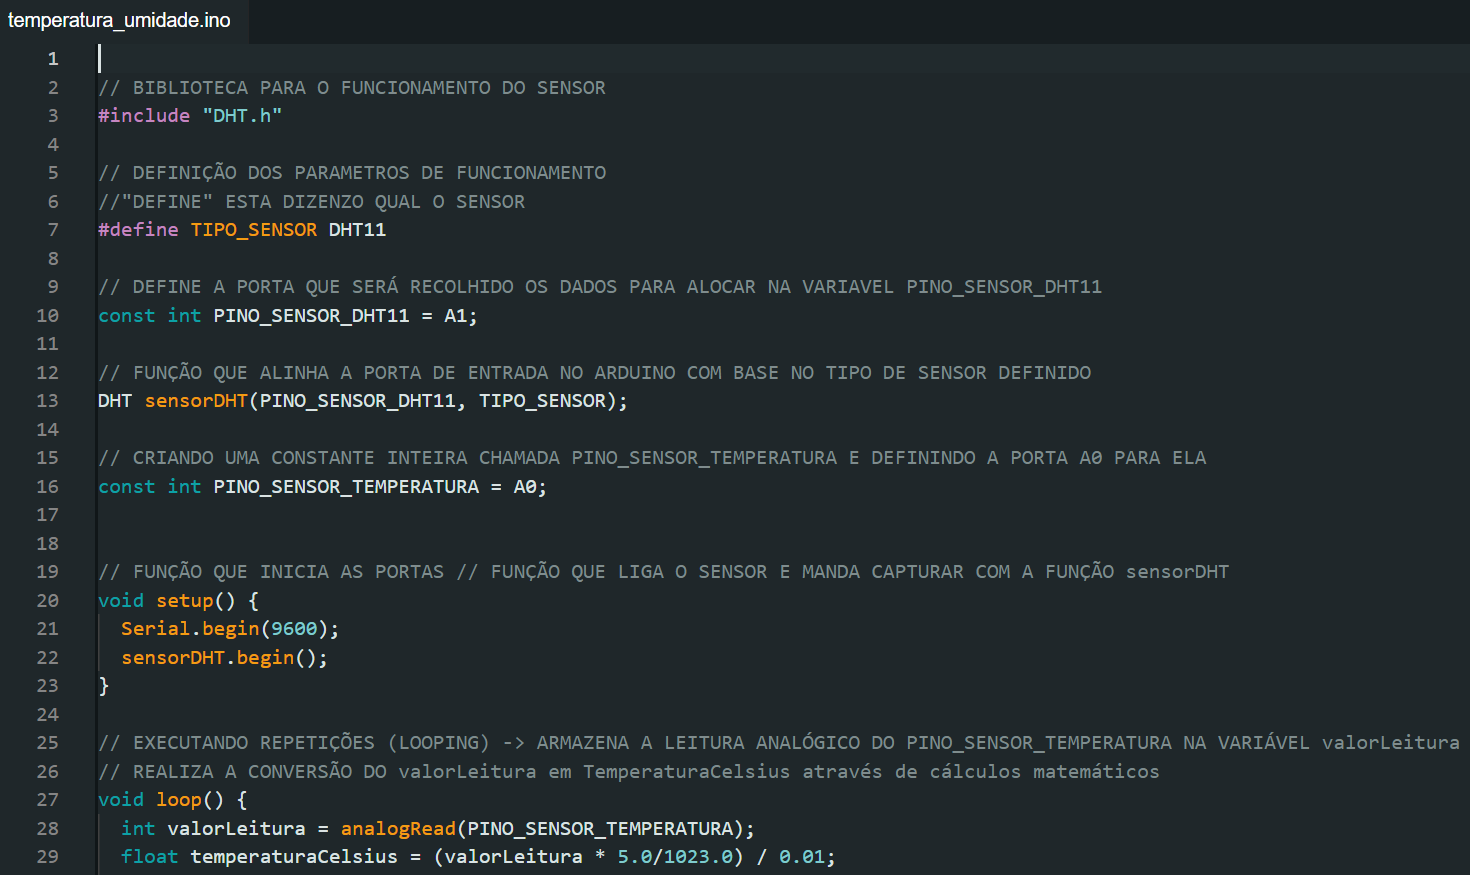 temperatura_umidade.ino
1
2 // BIBLIOTECA PARA O FUNCIONAMENTO DO SENSOR
3 #include "DHT.h"
4
5 // DEFINIÇÃO DOS PARAMETROS DE FUNCIONAMENTO
6 //"DEFINE" ESTA DIZENZO QUAL O SENSOR
7 #define TIPO_SENSOR DHT11
8
9 // DEFINE A PORTA QUE SERÁ RECOLHIDO OS DADOS PARA ALOCAR NA VARIAVEL PINO_SENSOR_DHT11
10 const int PINO_SENSOR_DHT11 = A1;
11
12 // FUNÇÃO QUE ALINHA A PORTA DE ENTRADA NO ARDUINO COM BASE NO TIPO DE SENSOR DEFINIDO
13 DHT sensorDHT(PINO_SENSOR_DHT11, TIPO_SENSOR);
14
15 // CRIANDO UMA CONSTANTE INTEIRA CHAMADA PINO_SENSOR_TEMPERATURA E DEFININDO A PORTA A0 PARA ELA
16 const int PINO_SENSOR_TEMPERATURA = A0;
17
18
19 // FUNÇÃO QUE INICIA AS PORTAS // FUNÇÃO QUE LIGA O SENSOR E MANDA CAPTURAR COM A FUNÇÃO sensorDHT
20 void setup() {
21 Serial.begin(9600);
22 sensorDHT.begin();
23 }
24
25 // EXECUTANDO REPETIÇÕES (LOOPING) -> ARMAZENA A LEITURA ANALÓGICO DO PINO_SENSOR_TEMPERATURA NA VARIÁVEL valorLeitura
26 // REALIZA A CONVERSÃO DO valorLeitura em TemperaturaCelsius através de cálculos matemáticos
27 void loop() {
28 int valorLeitura = analogRead(PINO_SENSOR_TEMPERATURA);
29 float temperaturaCelsius = (valorLeitura * 5.0/1023.0) / 0.01;